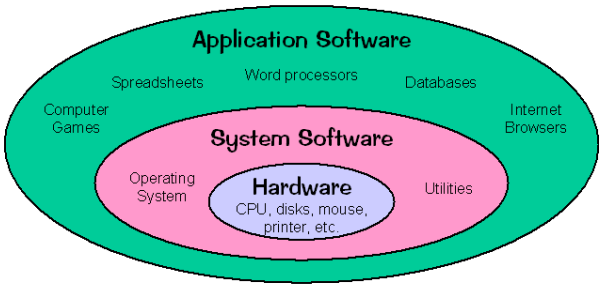 Application Software
Spreadsheets
Word processors
Databases
Computer
Games
Internet
Browsers
System Software
Operating
System
Utilities
Hardware
CPU, disks, mouse,
printer, etc.